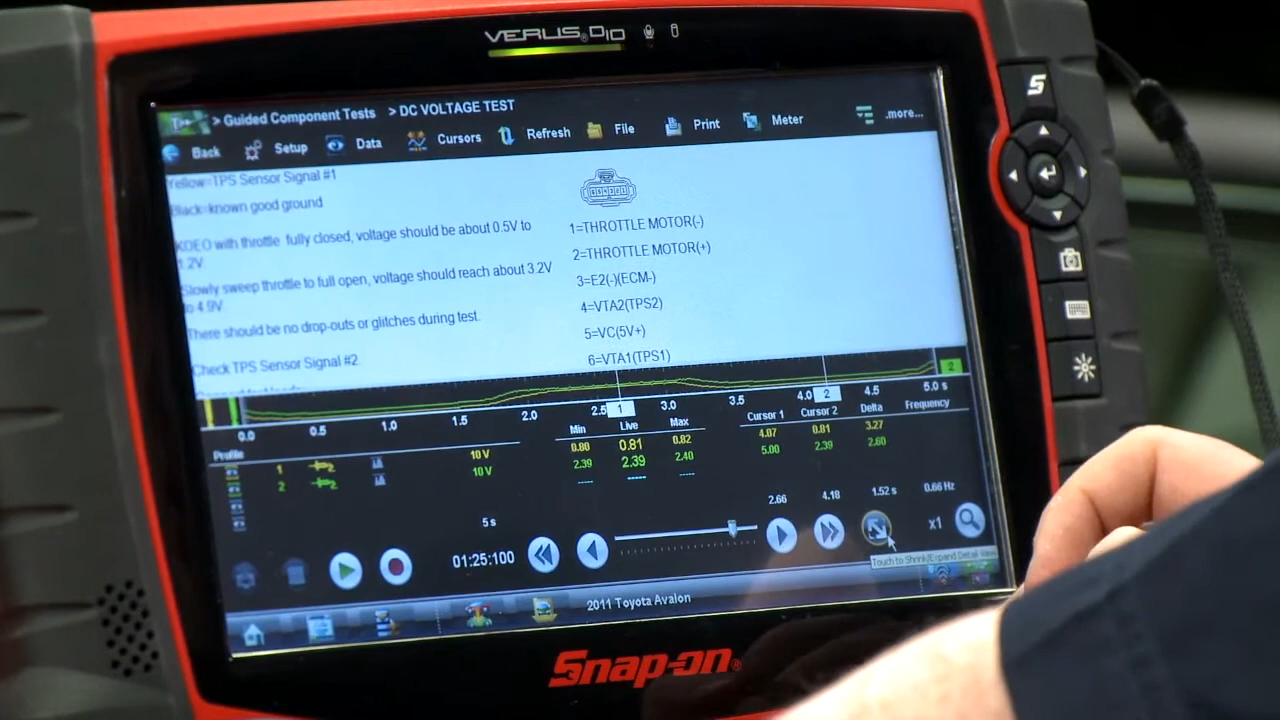 VERUS® D10
S
> Guided Component Tests > DC VOLTAGE TEST
Back Setup Data Cursors Refresh File Print Meter .more...
Yellow=TPS Sensor Signal #1
Black=known good ground
KOEO with throttle fully closed, voltage should be about 0.5V to
1.2V.
Slowly sweep throttle to full open, voltage should reach about 3.2V
to 4.9V.
There should be no drop-outs or glitches during test.
Check TPS Sensor Signal #2
1=THROTTLE MOTOR(-)
2=THROTTLE MOTOR(+)
3=E2(-)(ECM-)
4=VTA2(TPS2)
5=VC(5V+)
6=VTA1(TPS1)
2
0.0 0.5 1.0 1.5 2.0 2.5 1 3.0 3.5 4.0 2 4.5 5.0 s
Profile Min Live Max Cursor 1 Cursor 2 Delta Frequency
1 10 V 0.80 0.81 0.82 4.07 0.81 3.27
2 10 V 2.39 2.39 2.40 5.00 2.39 2.60
---- ---- ----
2.66 4.18 1.52 s 0.66 Hz
5 s
01:25:100
x1
Touch to Shrink/Expand Detail View
2011 Toyota Avalon
Snap-on®